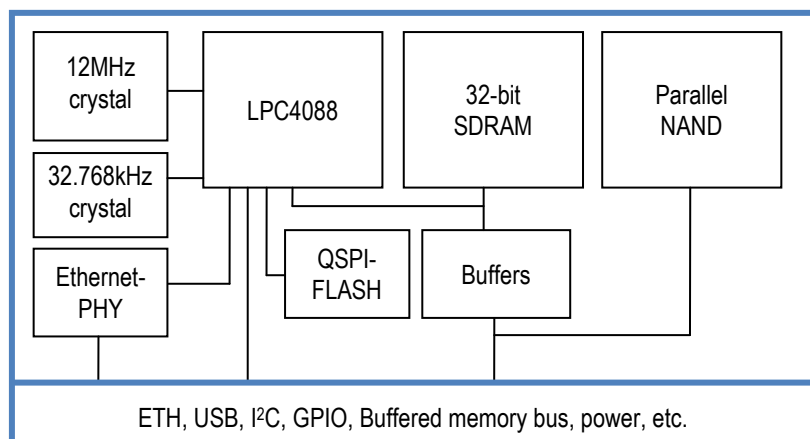 12MHz
crystal
LPC4088
32-bit
SDRAM
Parallel
NAND
32.768kHz
crystal
Ethernet-
PHY
QSPI-
FLASH
Buffers
ETH, USB, I²C, GPIO, Buffered memory bus, power, etc.